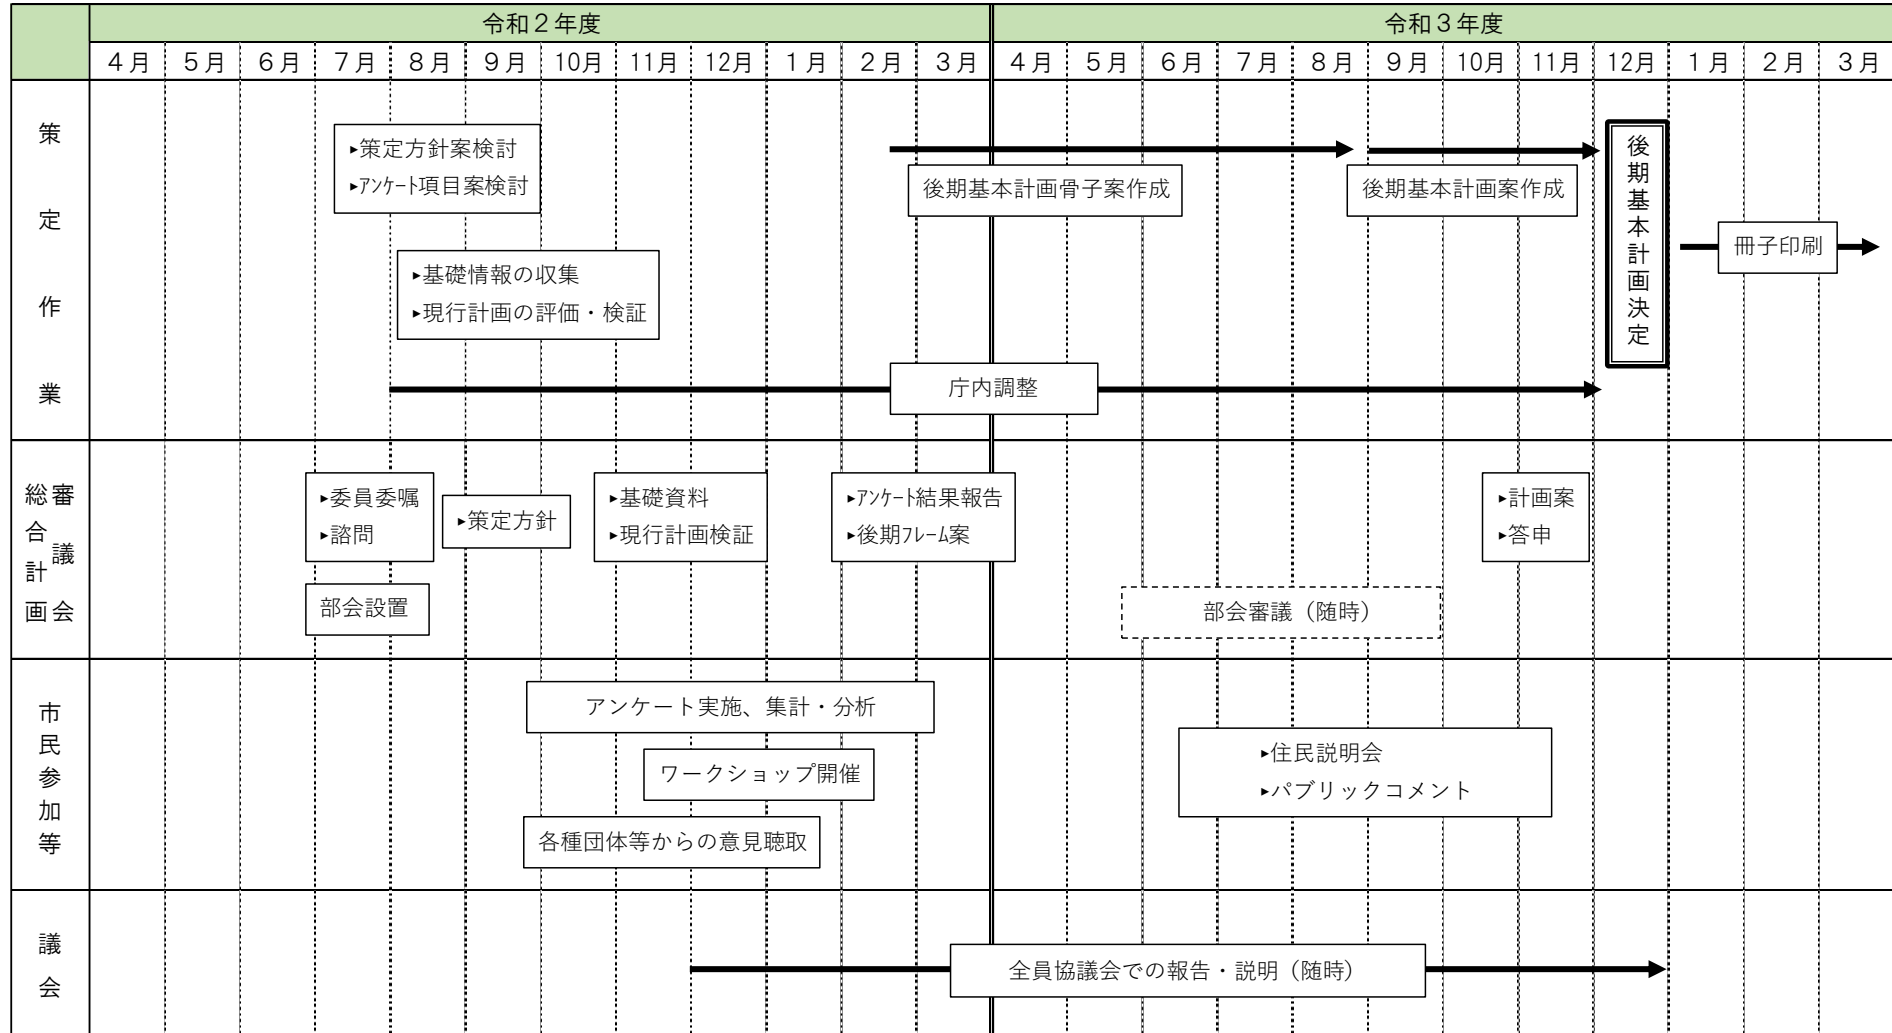 令和２年度
令和３年度
４月 ５月 ６月 ７月 ８月 ９月 10月 11月 12月 １月 ２月 ３月 ４月 ５月 ６月 ７月 ８月 ９月 10月 11月 12月 １月 ２月 ３月
策定作業
▸策定方針案検討
▸ｱﾝｹｰﾄ項目案検討
▸基礎情報の収集
▸現行計画の評価・検証
後期基本計画骨子案作成
後期基本計画案作成
後期基本計画決定
冊子印刷
庁内調整
総合計画
審議会
▸委員委嘱
▸諮問
部会設置
▸策定方針
▸基礎資料
▸現行計画検証
▸ｱﾝｹｰﾄ結果報告
▸後期ﾌﾚｰﾑ案
▸計画案
▸答申
部会審議（随時）
市民参加等
アンケート実施、集計・分析
ワークショップ開催
各種団体等からの意見聴取
▸住民説明会
▸パブリックコメント
議会
全員協議会での報告・説明（随時）